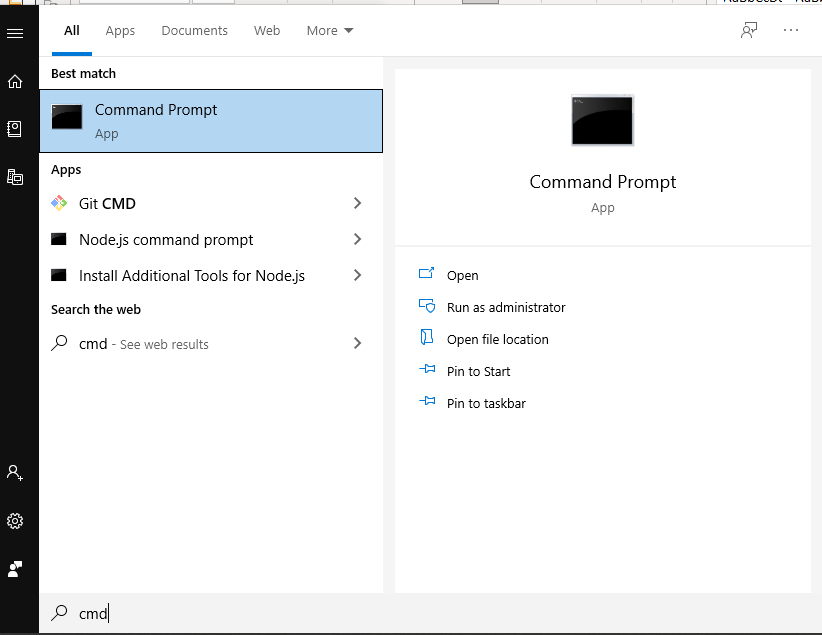 All Apps Documents Web More
Best match
Command Prompt
App
Apps
Git CMD
Node.js command prompt
Install Additional Tools for Node.js
Search the web
cmd - See web results
Command Prompt
App
Open
Run as administrator
Open file location
Pin to Start
Pin to taskbar
cmd